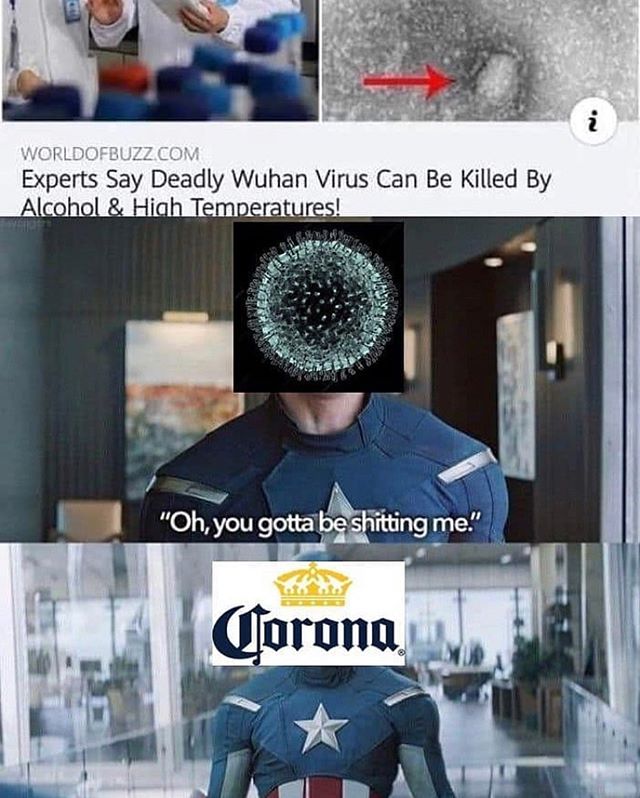 i
WORLDOFBUZZ.COM
Experts Say Deadly Wuhan Virus Can Be Killed By
Alcohol & High Temperatures!
"Oh, you gotta be shitting me."
Corona®